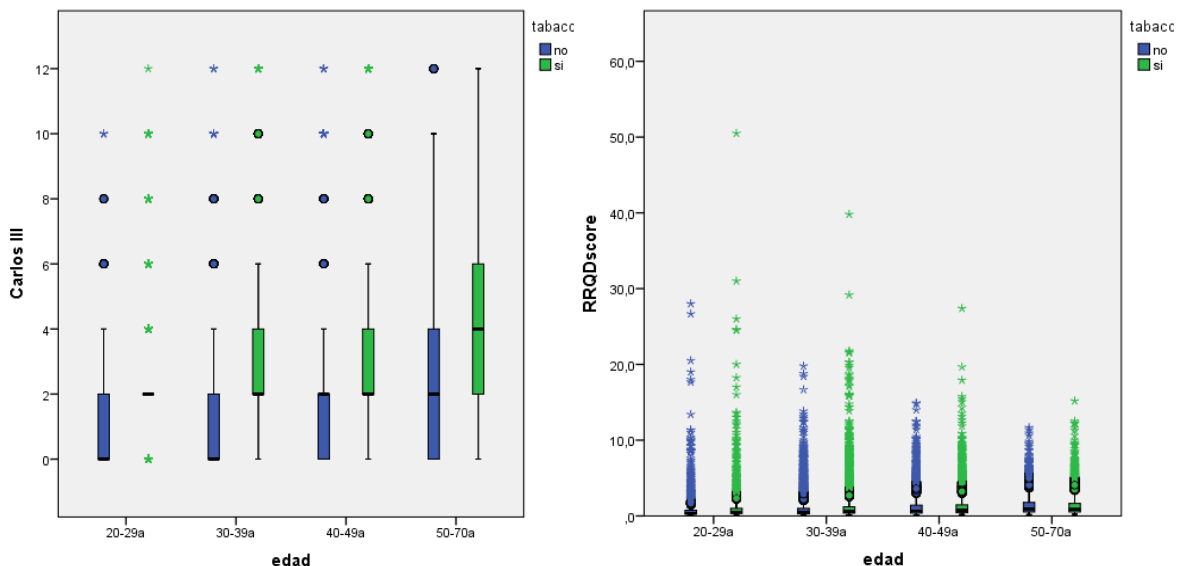 tabacc
no
si
12
10
8
6
4
2
0
Carlos III
20-29a
30-39a
40-49a
50-70a
edad
tabacc
no
si
60,0
50,0
40,0
30,0
20,0
10,0
,0
RRQDscore
20-29a
30-39a
40-49a
50-70a
edad